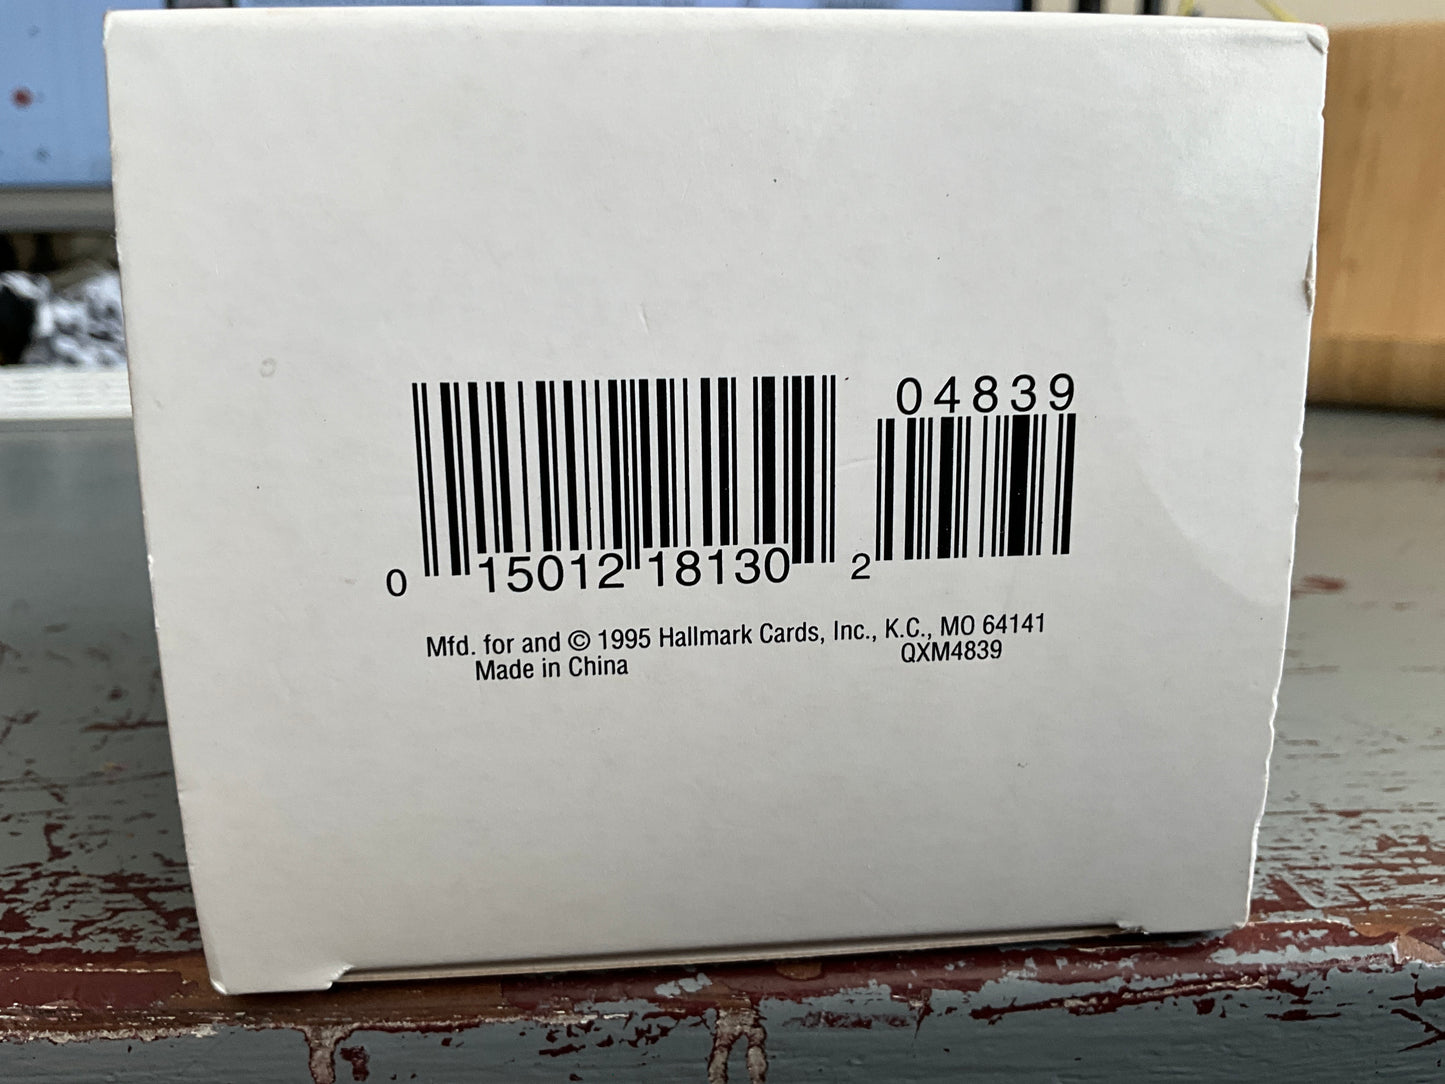 04839
0 15012 18130 2
Mfd. for and © 1995 Hallmark Cards, Inc., K.C., MO 64141
Made in China QXM4839